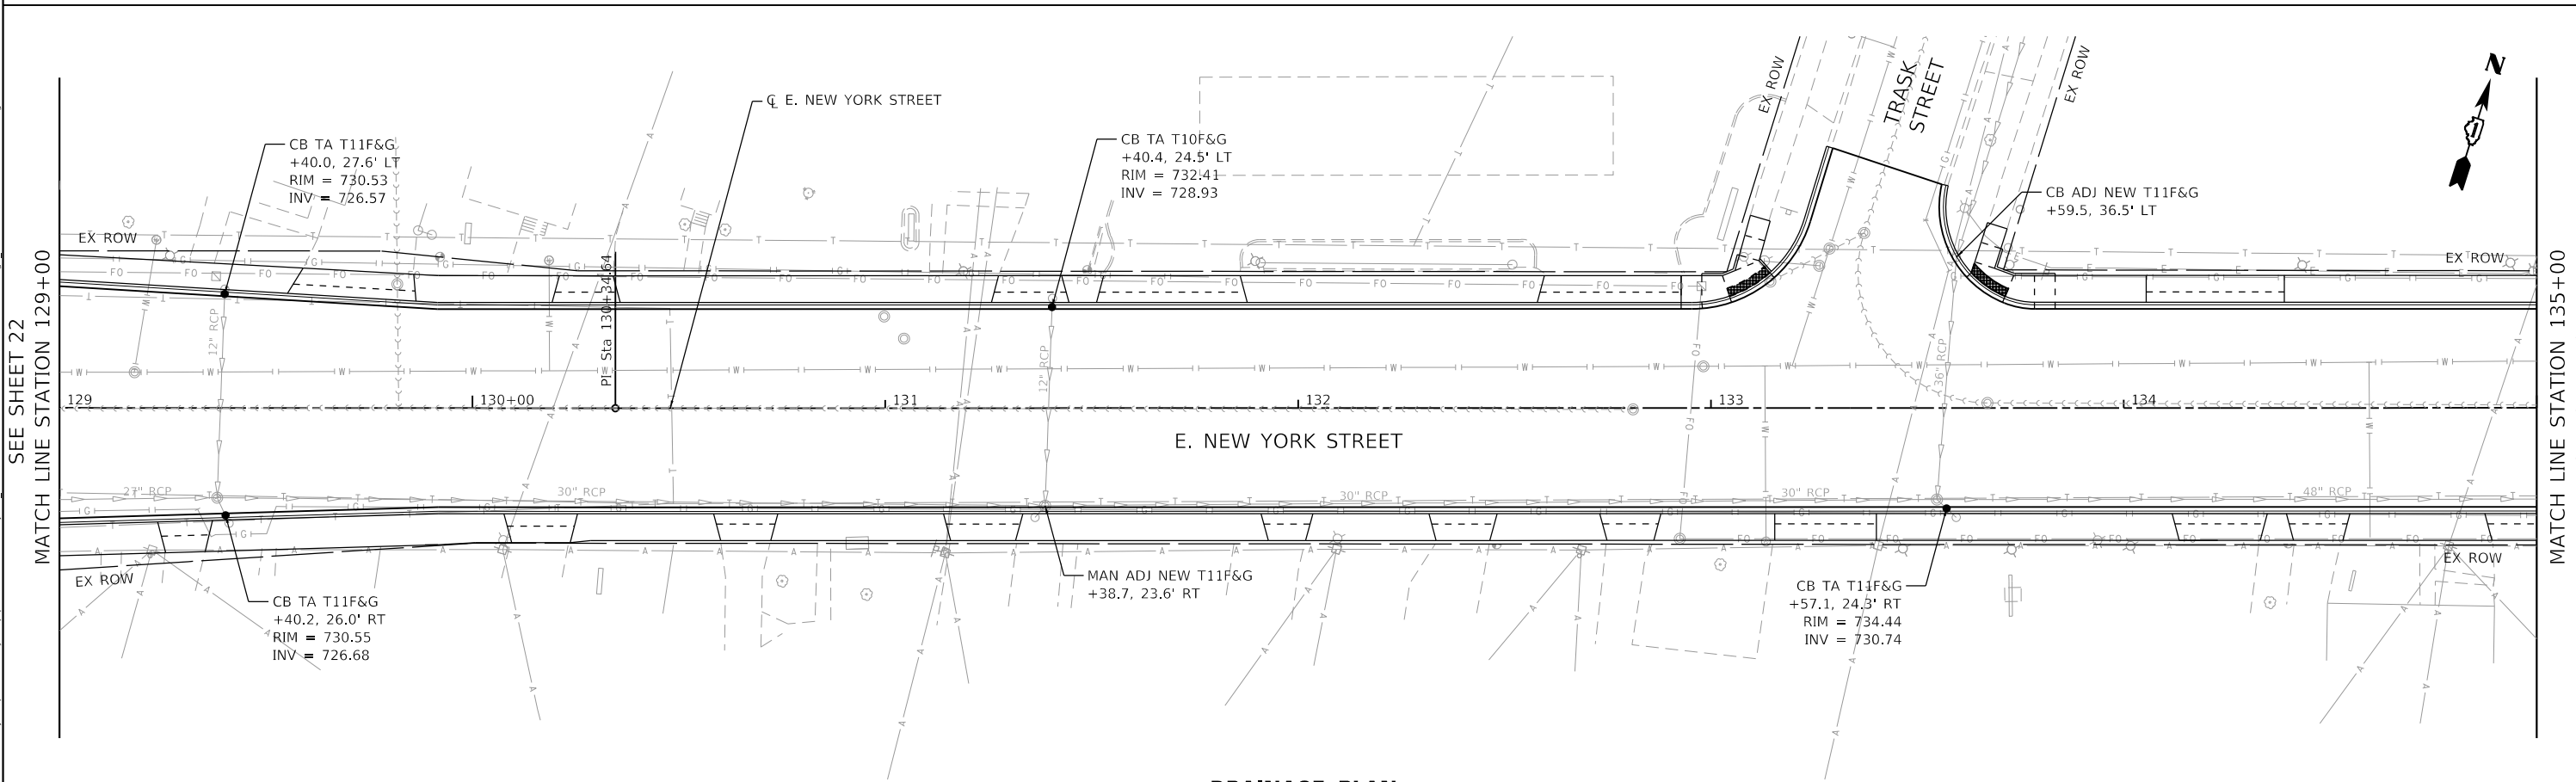 SEE SHEET 22
MATCH LINE STATION 129+00
CB TA T11F&G
+40.0, 27.6' LT
RIM = 730.53
INV = 726.57
℄ E. NEW YORK STREET
CB TA T10F&G
+40.4, 24.5' LT
RIM = 732.41
INV = 728.93
EX ROW
TRASK
STREET
EX ROW
N
CB ADJ NEW T11F&G
+59.5, 36.5' LT
EX ROW
EX ROW
PI Sta 130+34.64
12" RCP
12" RCP
36" RCP
129
130+00
131
132
133
134
E. NEW YORK STREET
27" RCP
30" RCP
30" RCP
30" RCP
48" RCP
EX ROW
EX ROW
CB TA T11F&G
+40.2, 26.0' RT
RIM = 730.55
INV = 726.68
MAN ADJ NEW T11F&G
+38.7, 23.6' RT
CB TA T11F&G
+57.1, 24.3' RT
RIM = 734.44
INV = 730.74
MATCH LINE STATION 135+00
DRAINAGE PLAN